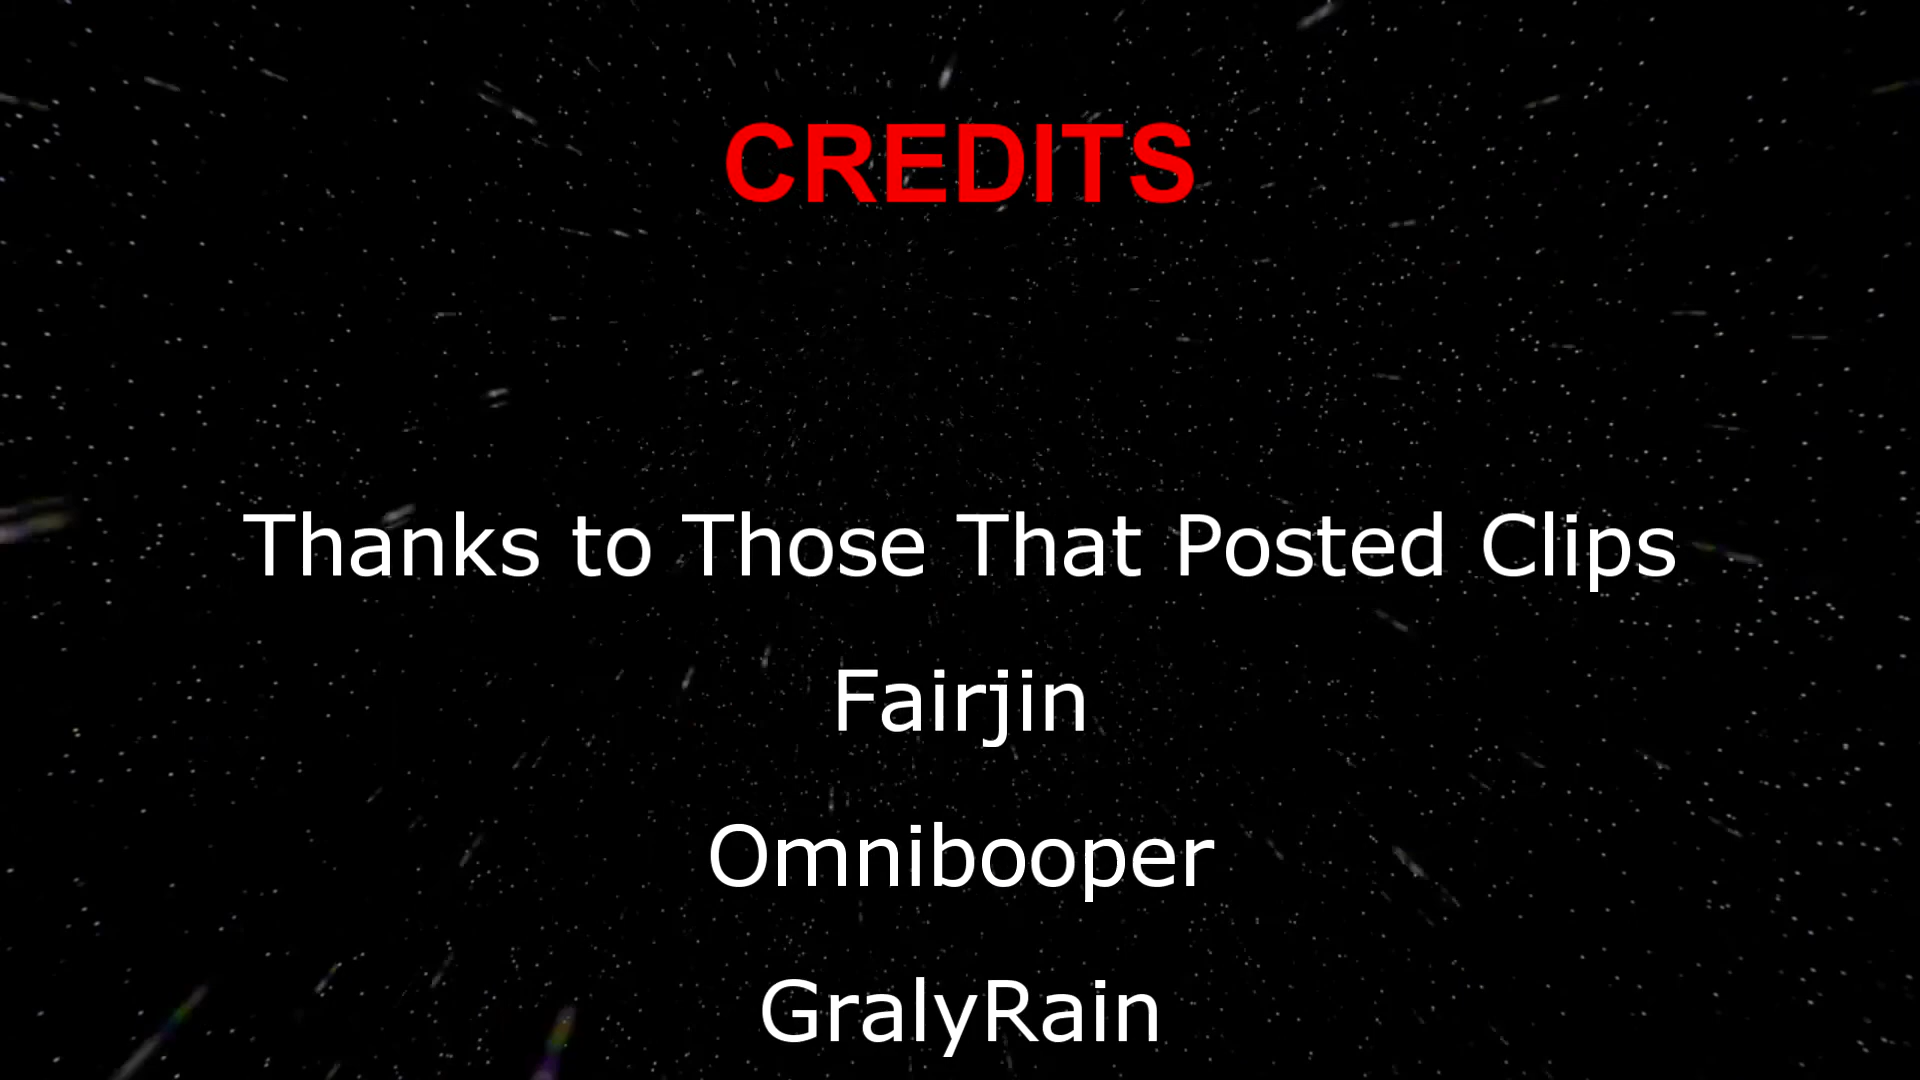 CREDITS
Thanks to Those That Posted Clips
Fairjin
Omnibooper
GralyRain